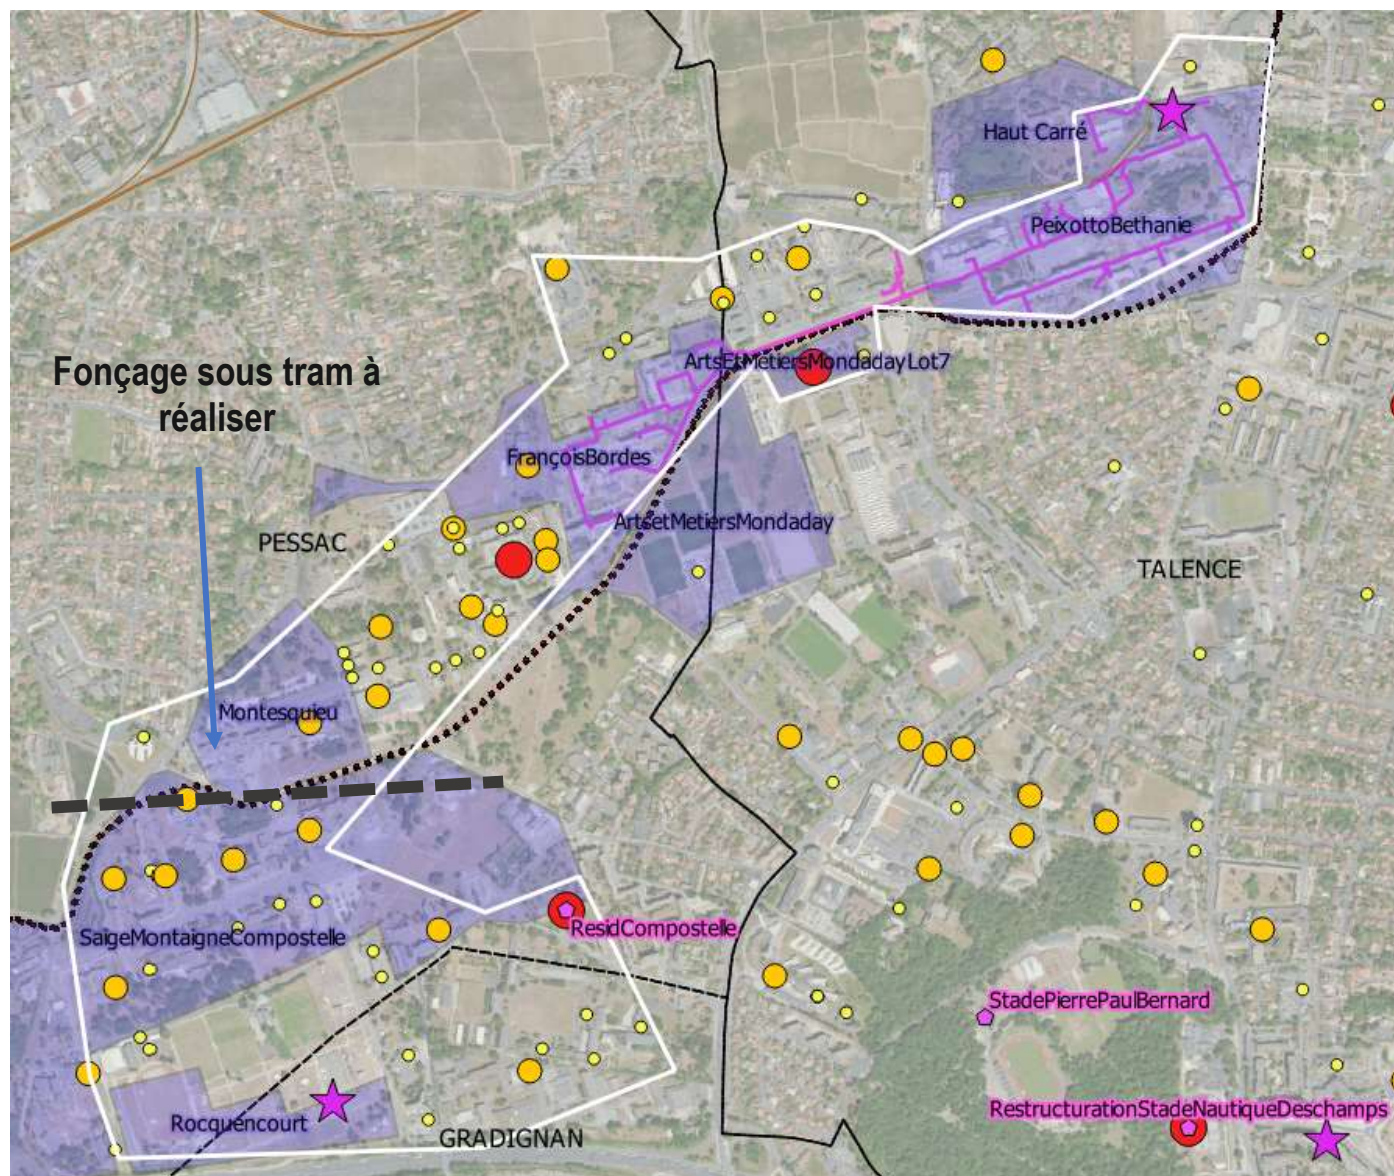 Haut Carré
PeixottoBethanie
ArtsEtMetiersMondadayLot7
Fonçage sous tram à
réaliser
FrançoisBordes
ArtsetMetiersMondaday
PESSAC
TALENCE
Montesquieu
ResidCompostelle
SaigeMontaigneCompostelle
StadePierrePaulBernard
RestructurationStadeNautiqueDeschamps
Rocquencourt
GRADIGNAN